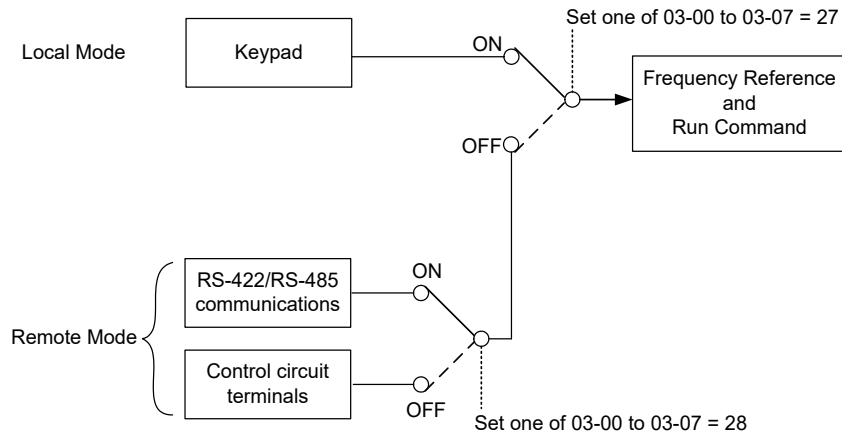 Set one of 03-00 to 03-07 = 27
Local Mode
Keypad
ON
Frequency Reference
and
Run Command
OFF
RS-422/RS-485
communications
ON
Remote Mode
Control circuit
terminals
OFF
Set one of 03-00 to 03-07 = 28